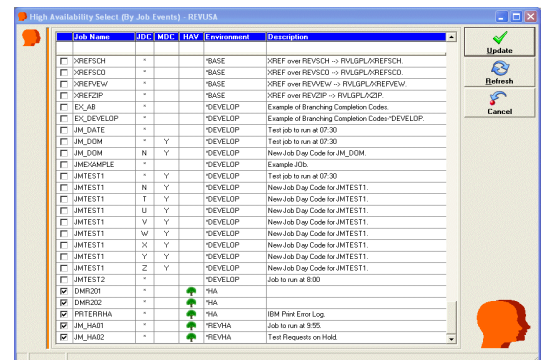 High Availability Select (By Job Events) - REVUSA
Job Name JDC MDC HAV Environment Description
XREFSCH * *BASE XREF over REVSCH -> RVLGPL/XREFSCH.
XREFSCO * *BASE XREF over REVSCO -> RVLGPL/XREFSCO.
XREFVEW * *BASE XREF over REVVEW -> RVLGPL/XREFVEW.
XREFZIP * *BASE XREF over REVZIP -> RVLGPL/XZIP.
EX_AB * *DEVELOP Example of Branching Completion Codes.
EX_DEVELOP * *DEVELOP Example of Branching Completion Codes-*DEVELOP.
JM_DATE * *DEVELOP Test job to run at 07:30
JM_DOM * Y *DEVELOP Test job to run at 07:30
JM_DOM N Y *DEVELOP New Job Day Code for JM_DOM.
JMEXAMPLE * *DEVELOP Example JOb.
JMTEST1 * Y *DEVELOP Test job to run at 07:30
JMTEST1 N Y *DEVELOP New Job Day Code for JMTEST1.
JMTEST1 T Y *DEVELOP New Job Day Code for JMTEST1.
JMTEST1 U Y *DEVELOP New Job Day Code for JMTEST1.
JMTEST1 V Y *DEVELOP New Job Day Code for JMTEST1.
JMTEST1 W Y *DEVELOP New Job Day Code for JMTEST1.
JMTEST1 X Y *DEVELOP New Job Day Code for JMTEST1.
JMTEST1 Y Y *DEVELOP New Job Day Code for JMTEST1.
JMTEST1 Z Y *DEVELOP New Job Day Code for JMTEST1.
JMTEST2 * *DEVELOP Job to run at 8:00
DMR201 * *HA
DMR202 * *HA
PRTERRHA * *HA IBM Print Error Log.
JM_HA01 * *REVHA Job to run at 9:55.
JM_HA02 * *REVHA Test Requests on Hold.
Update
Refresh
Cancel